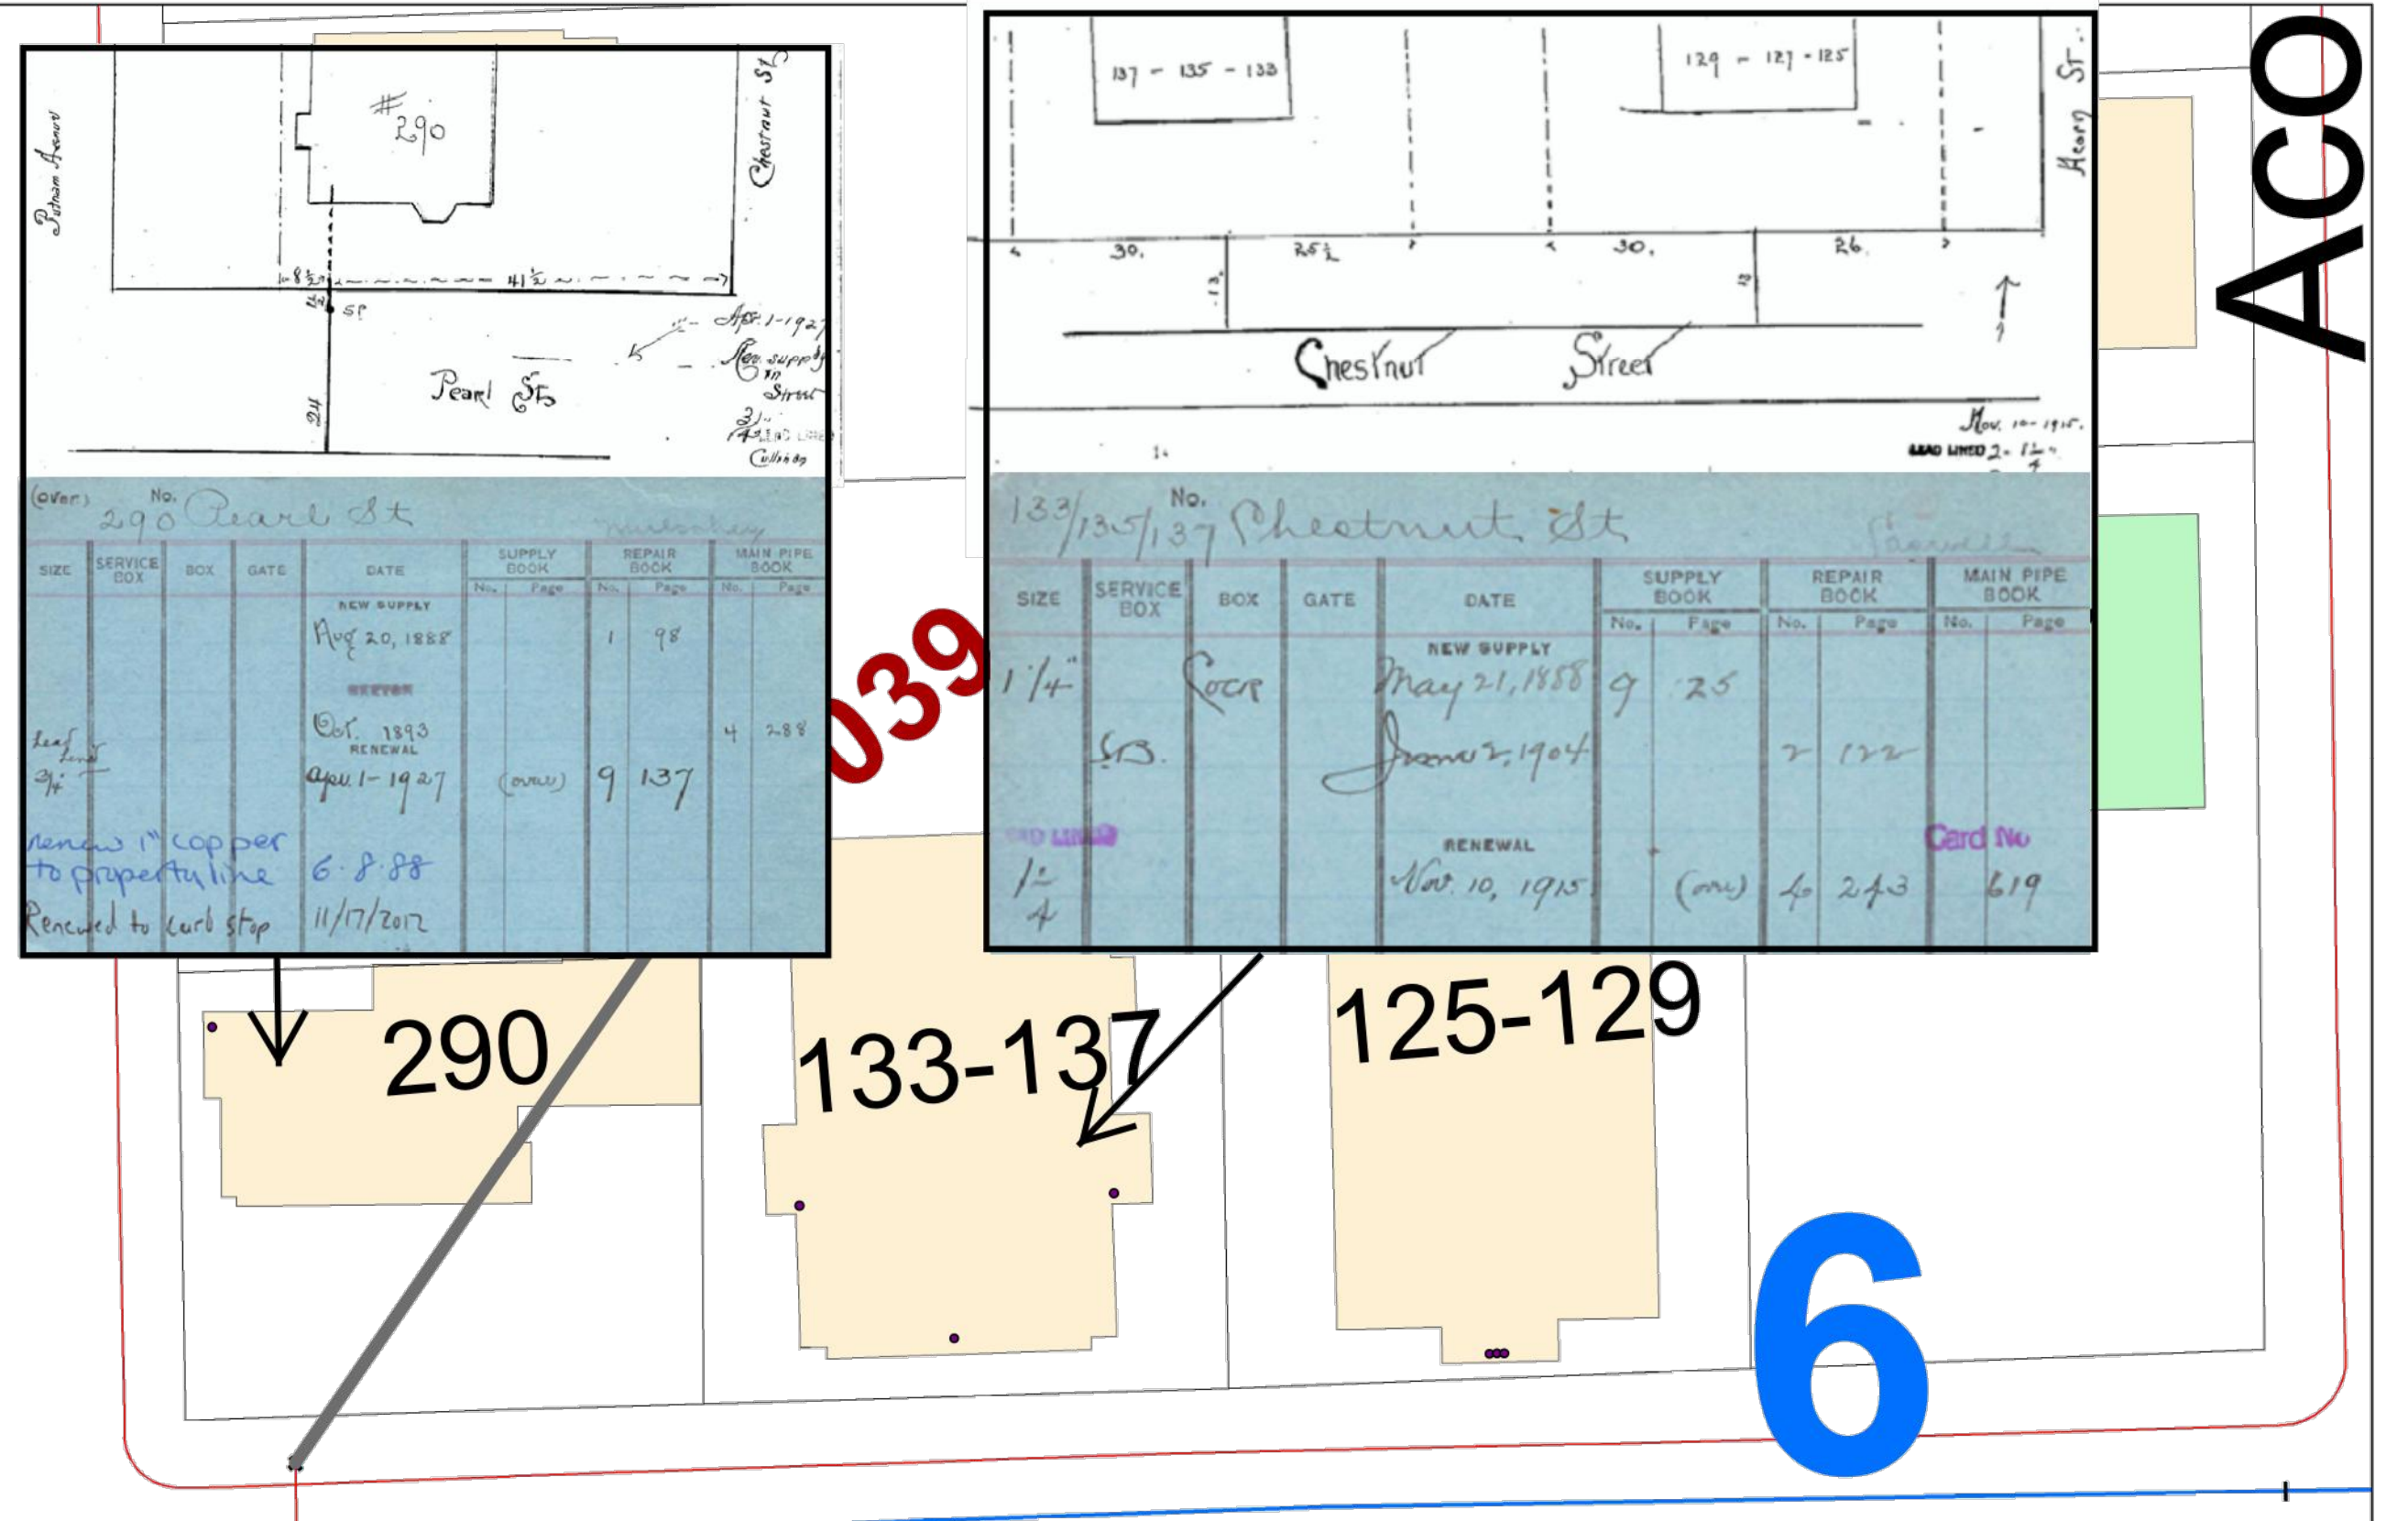 Putnam Avenue
# 290
Chestnut St
8½ 41½
SP
24
Pearl St.
Apr. 1-1927
New supply
in
Street
3/4 LEAD LINED
(over) No. 290 Pearl St
SIZE SERVICE BOX BOX GATE DATE SUPPLY BOOK REPAIR BOOK MAIN PIPE BOOK
No. Page No. Page No. Page
NEW SUPPLY
Aug 20, 1888 1 98
Oct. 1893 4 288
RENEWAL
Lead Lined 3/4 Apr. 1-1927 (over) 9 137
renew 1" copper
to property line 6-8-88
Renewed to curb stop 11/17/2012
137 - 135 - 133
129 - 127 - 125
Acorn St.
30. 25½ 30. 26.
13. 12
Chestnut Street
Nov. 10-1915.
LEAD LINED 2-1¼"
No. 133/135/137 Chestnut St
SIZE SERVICE BOX BOX GATE DATE SUPPLY BOOK REPAIR BOOK MAIN PIPE BOOK
No. Page No. Page No. Page
NEW SUPPLY
1 1/4" May 21, 1888 9 25
S.B. 2, 1904 2 122
LINED
RENEWAL
Card No
1¼ Nov. 10, 1915 (over) 4 243 619
039
ACO
290
133-137
125-129
6